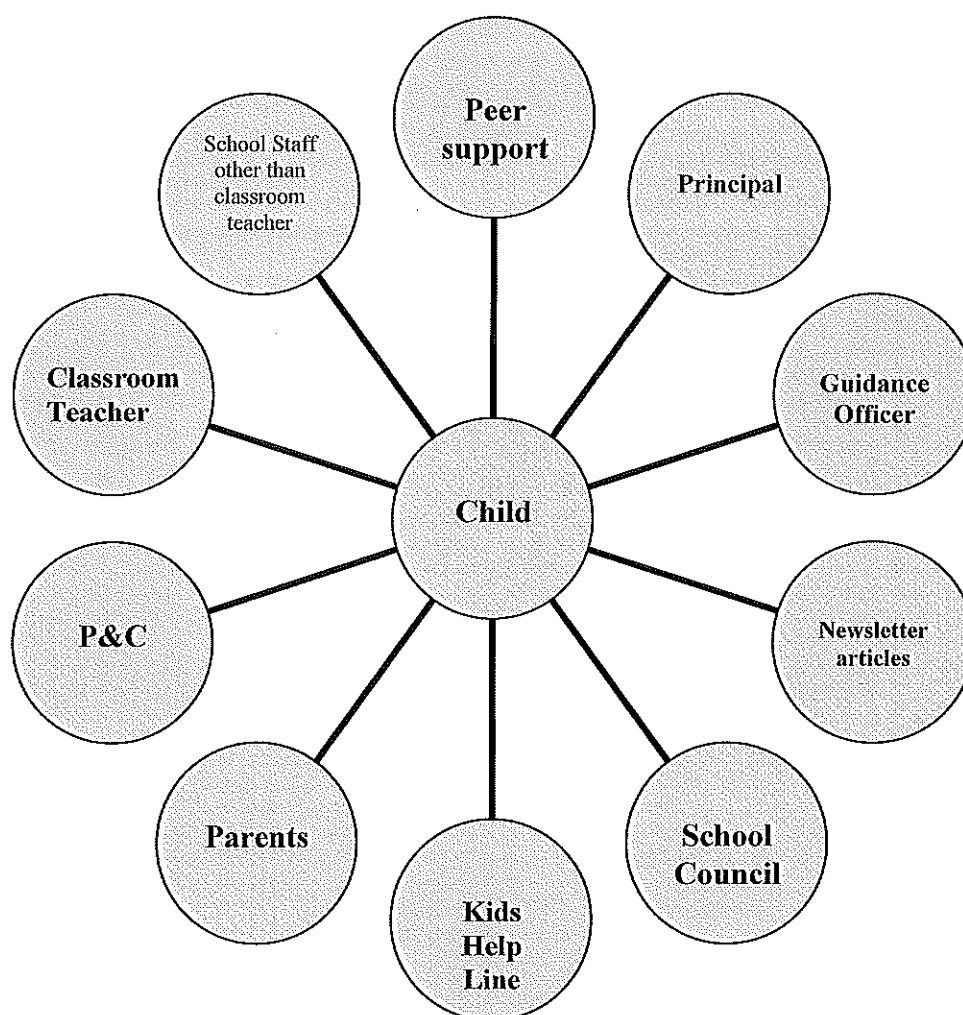 Peer
support
Principal
Guidance
Officer
Newsletter
articles
School
Council
Kids
Help
Line
Parents
P&C
Classroom
Teacher
School Staff
other than
classroom
teacher
Child